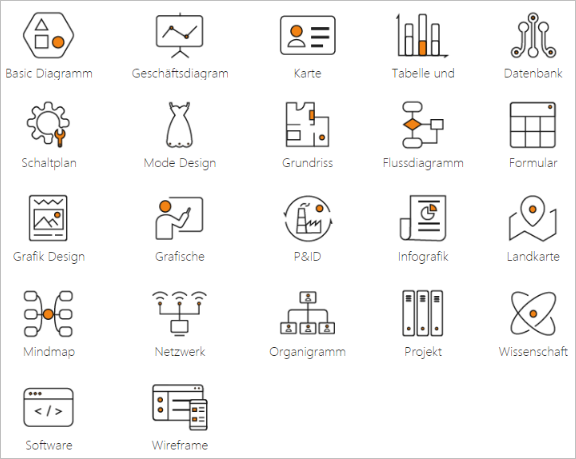 Basic Diagramm Geschäftsdiagram Karte Tabelle und Datenbank
Schaltplan Mode Design Grundriss Flussdiagramm Formular
Grafik Design Grafische P&ID Infografik Landkarte
Mindmap Netzwerk Organigramm Projekt Wissenschaft
</> 
Software Wireframe